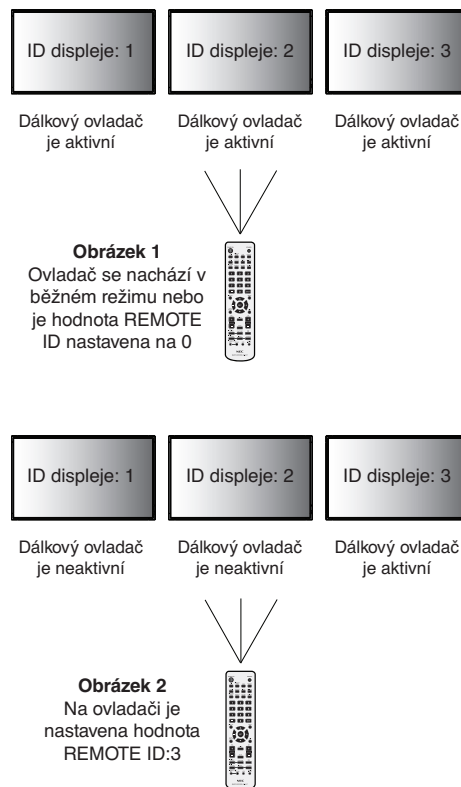 ID displeje: 1
ID displeje: 2
ID displeje: 3
Dálkový ovladač
je aktivní
Dálkový ovladač
je aktivní
Dálkový ovladač
je aktivní
Obrázek 1
Ovladač se nachází v
běžném režimu nebo
je hodnota REMOTE
ID nastavena na 0
ID displeje: 1
ID displeje: 2
ID displeje: 3
Dálkový ovladač
je neaktivní
Dálkový ovladač
je neaktivní
Dálkový ovladač
je aktivní
Obrázek 2
Na ovladači je
nastavena hodnota
REMOTE ID:3